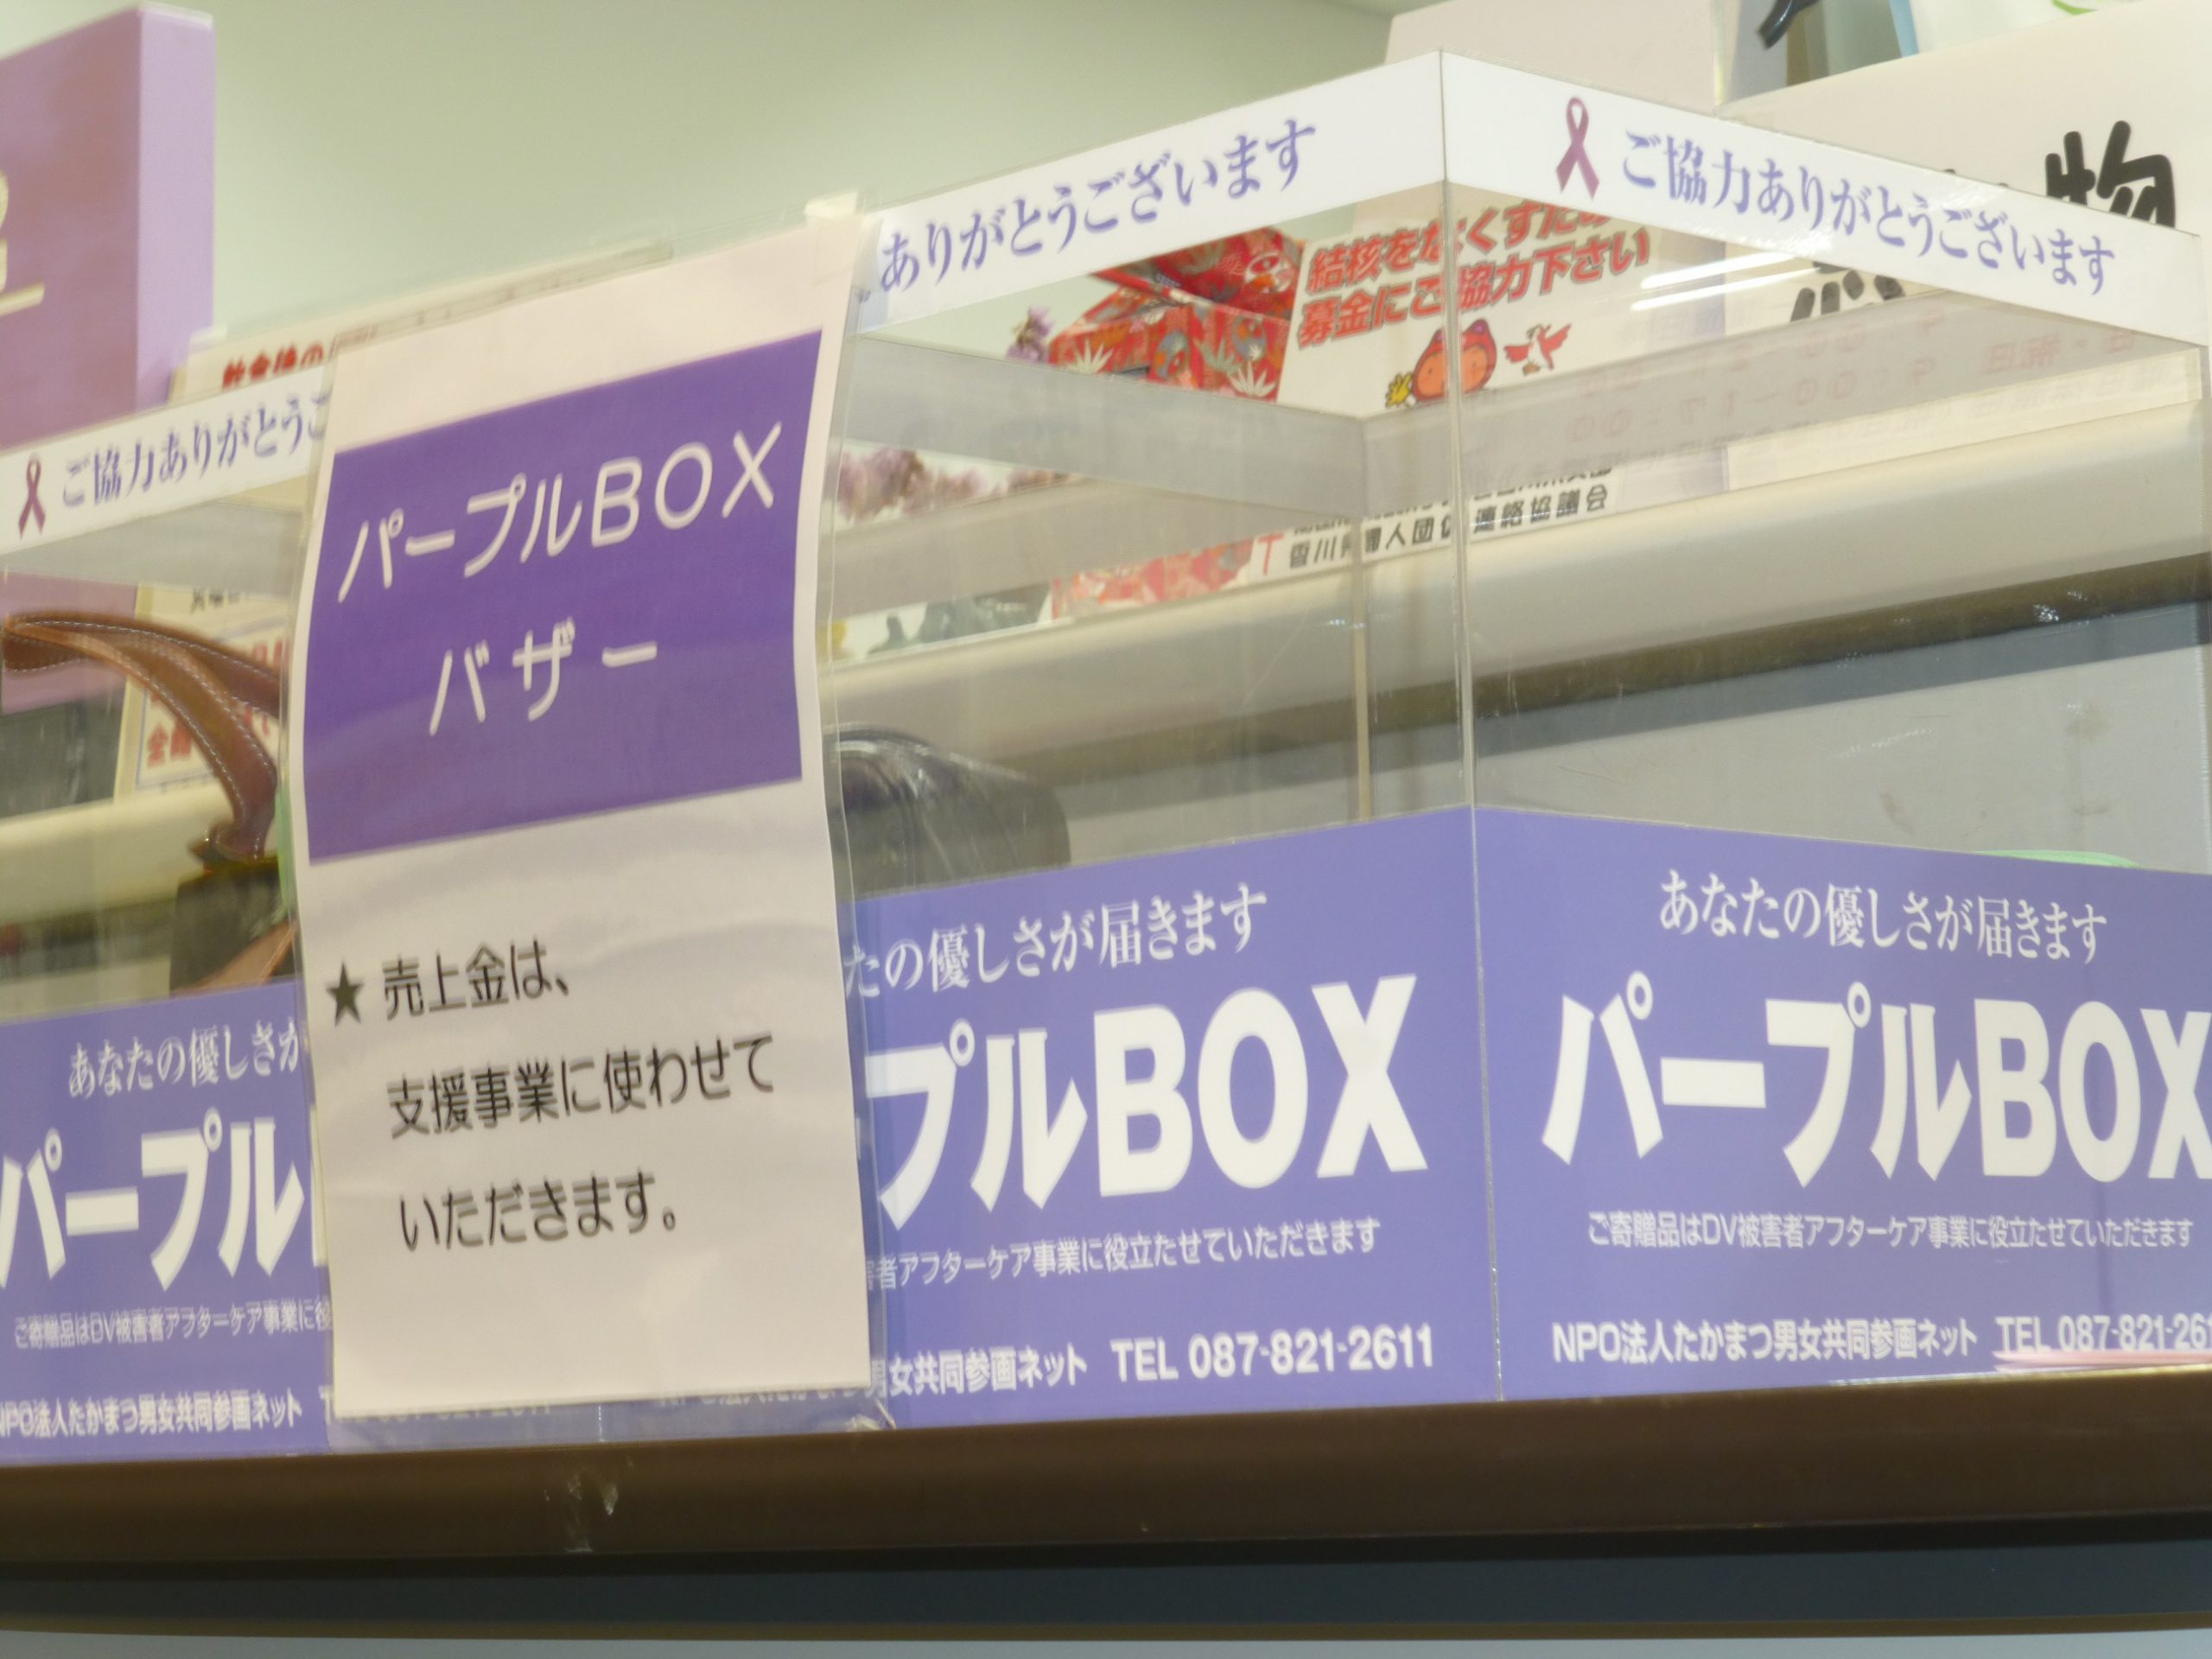 ご協力ありがとうご
ありがとうございます
ご協力ありがとうございます
物
結核をなくすため
募金にご協力下さい
連絡協議会
パープルBOX
バザー
★ 売上金は、
支援事業に使わせて
いただきます。
あなたの優しさが
パープル
ご寄贈品はDV被害者アフターケア事業に役
NPO法人たかまつ男女共同参画ネット
たの優しさが届きます
プルBOX
害者アフターケア事業に役立たせていただきます
男女共同参画ネット TEL 087-821-2611
あなたの優しさが届きます
パープルBOX
ご寄贈品はDV被害者アフターケア事業に役立たせていただきます
NPO法人たかまつ男女共同参画ネット TEL 087-821-261